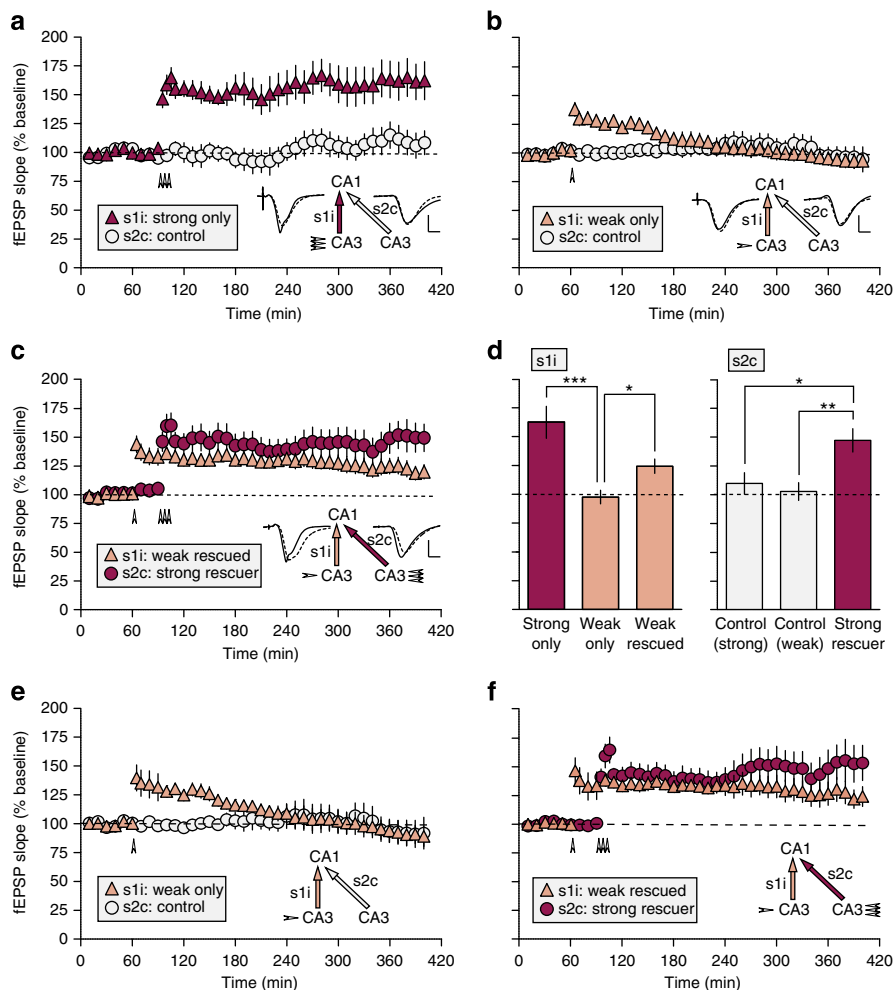 a
fEPSP slope (% baseline)
200
175
150
125
100
75
50
25
0
CA1
s1i
s2c
CA3
CA3
s1i: strong only
s2c: control
0 60 120 180 240 300 360 420
Time (min)
b
CA1
s1i
s2c
CA3
CA3
s1i: weak only
s2c: control
0 60 120 180 240 300 360 420
Time (min)
c
fEPSP slope (% baseline)
200
175
150
125
100
75
50
25
0
CA1
s1i
s2c
CA3
CA3
s1i: weak rescued
s2c: strong rescuer
0 60 120 180 240 300 360 420
Time (min)
d
s1i
***
*
Strong only
Weak only
Weak rescued
s2c
*
**
Control (strong)
Control (weak)
Strong rescuer
e
fEPSP slope (% baseline)
200
175
150
125
100
75
50
25
0
CA1
s1i
s2c
CA3
CA3
s1i: weak only
s2c: control
0 60 120 180 240 300 360 420
Time (min)
f
CA1
s1i
s2c
CA3
CA3
s1i: weak rescued
s2c: strong rescuer
0 60 120 180 240 300 360 420
Time (min)